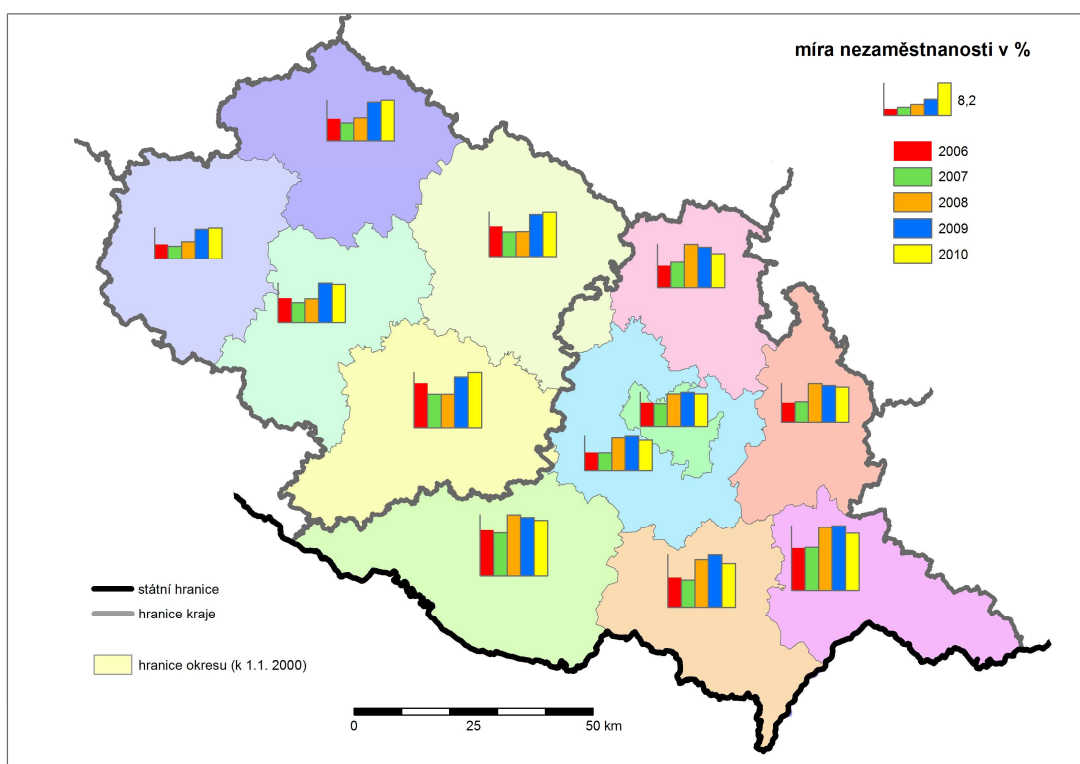 míra nezaměstnanosti v %
8,2
2006
2007
2008
2009
2010
státní hranice
hranice kraje
hranice okresu (k 1.1. 2000)
0 25 50 km